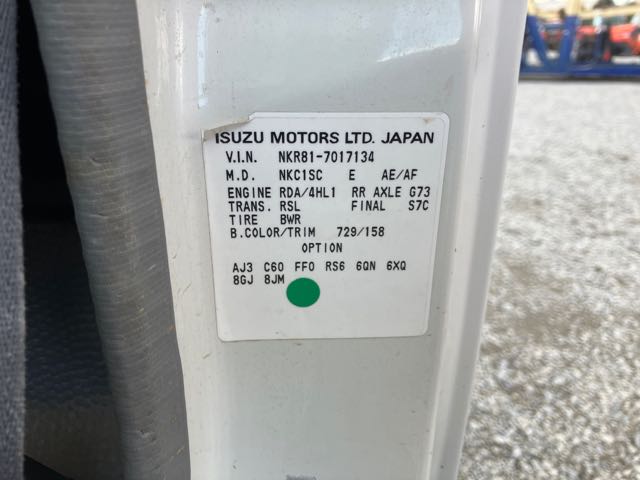 ISUZU MOTORS LTD. JAPAN
V.I.N. NKR81-7017134
M.D. NKC1SC E AE/AF
ENGINE RDA/4HL1 RR AXLE G73
TRANS. RSL FINAL S7C
TIRE BWR
B.COLOR/TRIM 729/158
OPTION
AJ3 C60 FF0 RS6 6QN 6XQ
8GJ 8JM